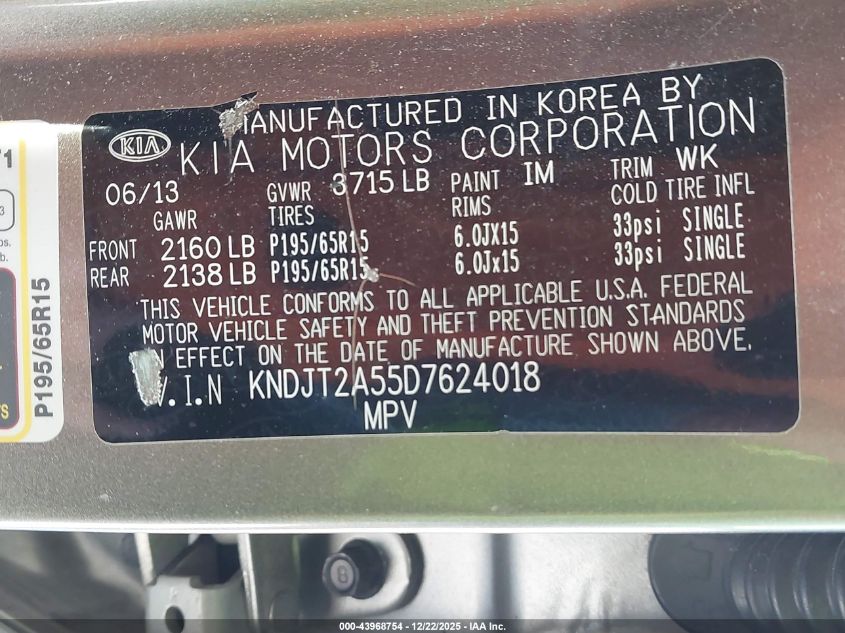 MANUFACTURED IN KOREA BY
KIA KIA MOTORS CORPORATION
06/13 GVWR 3715 LB PAINT IM TRIM WK
GAWR TIRES RIMS COLD TIRE INFL
FRONT 2160 LB P195/65R15 6.0JX15 33psi SINGLE
REAR 2138 LB P195/65R15 6.0Jx15 33psi SINGLE
THIS VEHICLE CONFORMS TO ALL APPLICABLE U.S.A. FEDERAL
MOTOR VEHICLE SAFETY AND THEFT PREVENTION STANDARDS
IN EFFECT ON THE DATE OF MANUFACTURE SHOWN ABOVE.
V.I.N KNDJT2A55D7624018
MPV
P195/65R15
000-43968754 - 12/22/2025 - IAA Inc.